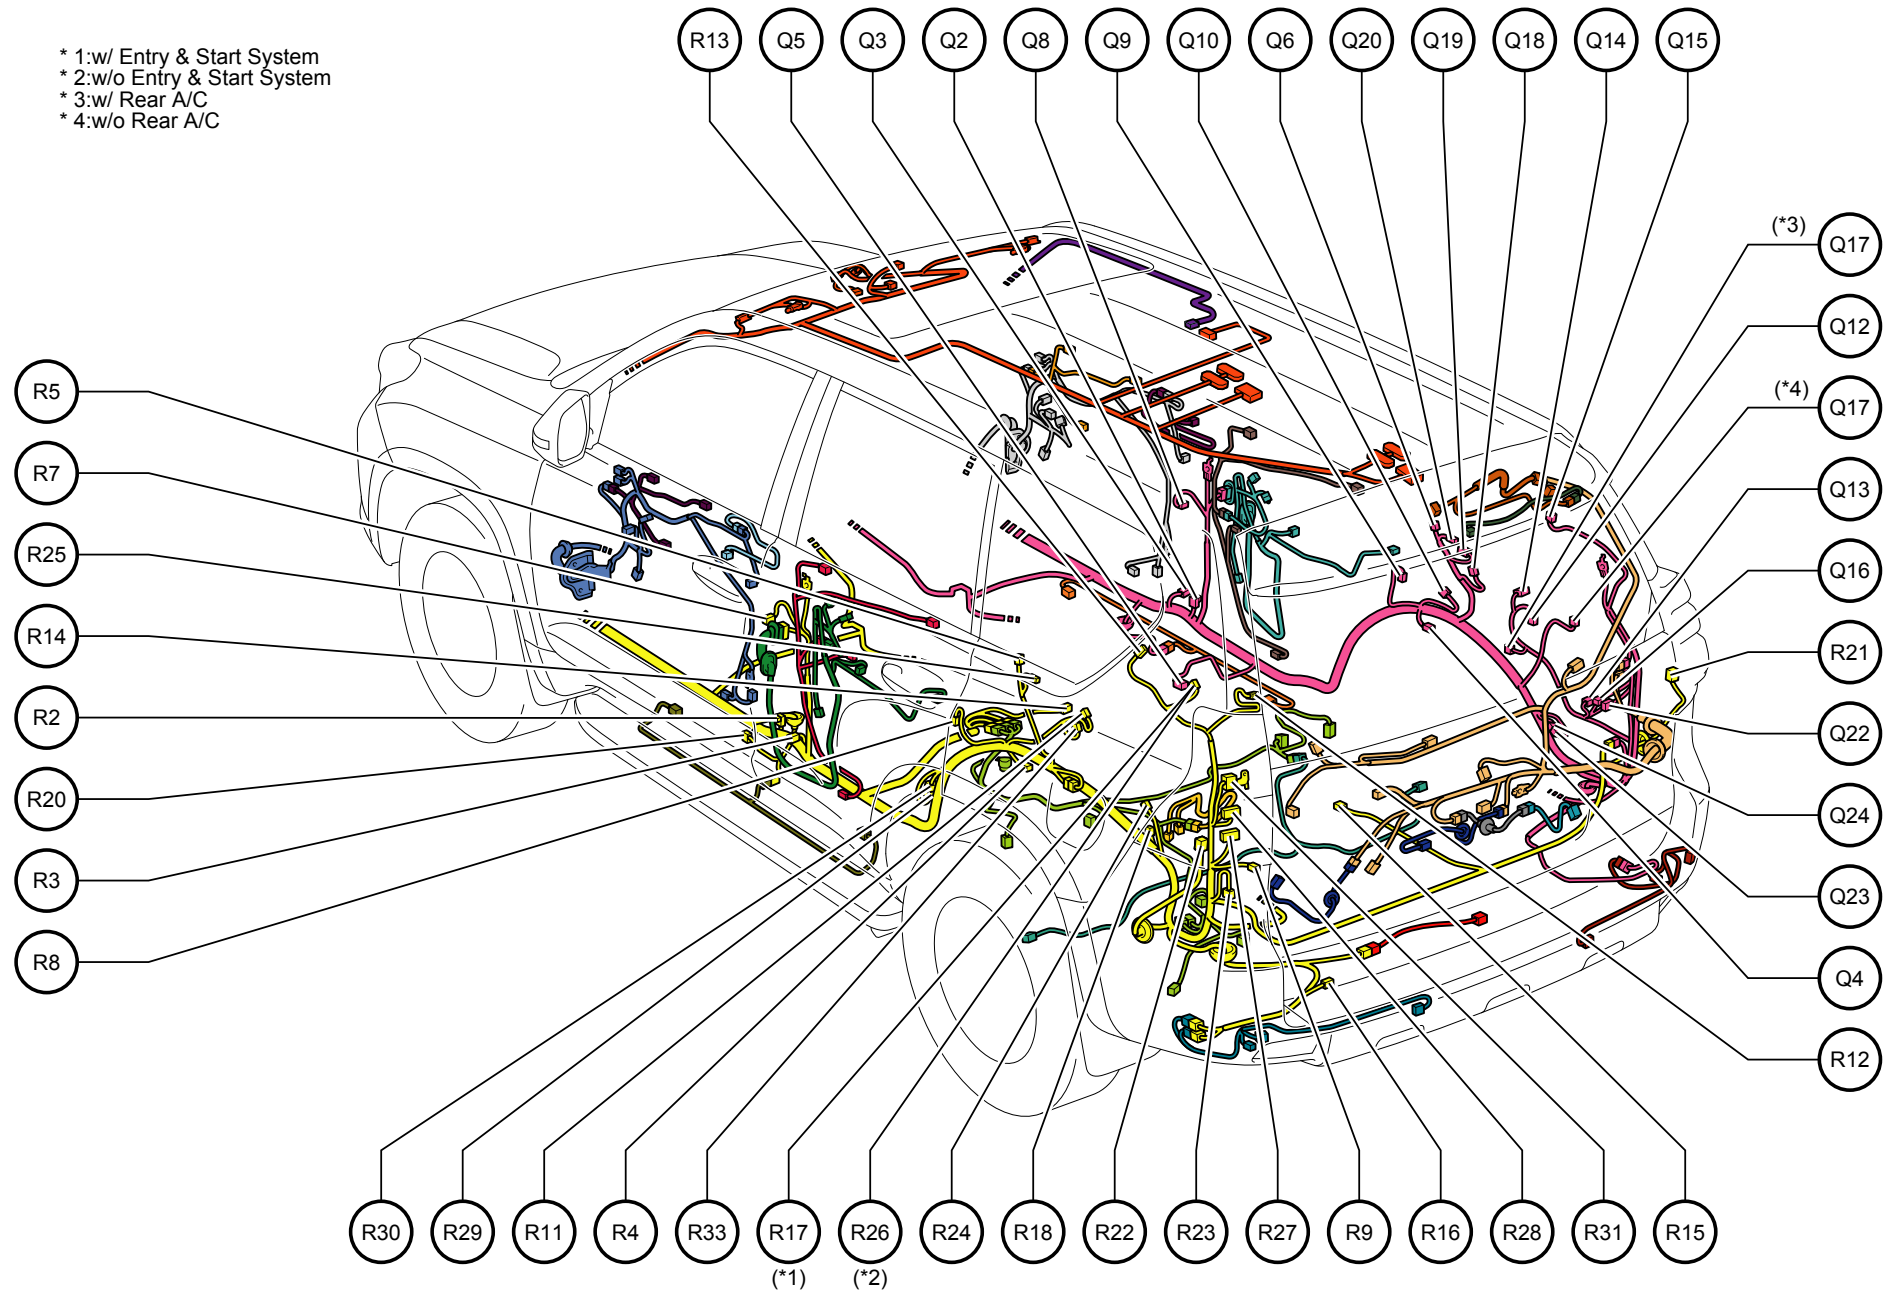 * 1:w/ Entry & Start System
* 2:w/o Entry & Start System
* 3:w/ Rear A/C
* 4:w/o Rear A/C
R13 Q5 Q3 Q2 Q8 Q9 Q10 Q6 Q20 Q19 Q18 Q14 Q15
(*3) Q17
Q12
(*4) Q17
Q13
Q16
R21
Q22
Q24
Q23
Q4
R12
R5
R7
R25
R14
R2
R20
R3
R8
R30 R29 R11 R4 R33 R17 R26 R24 R18 R22 R23 R27 R9 R16 R28 R31 R15
(*1) (*2)